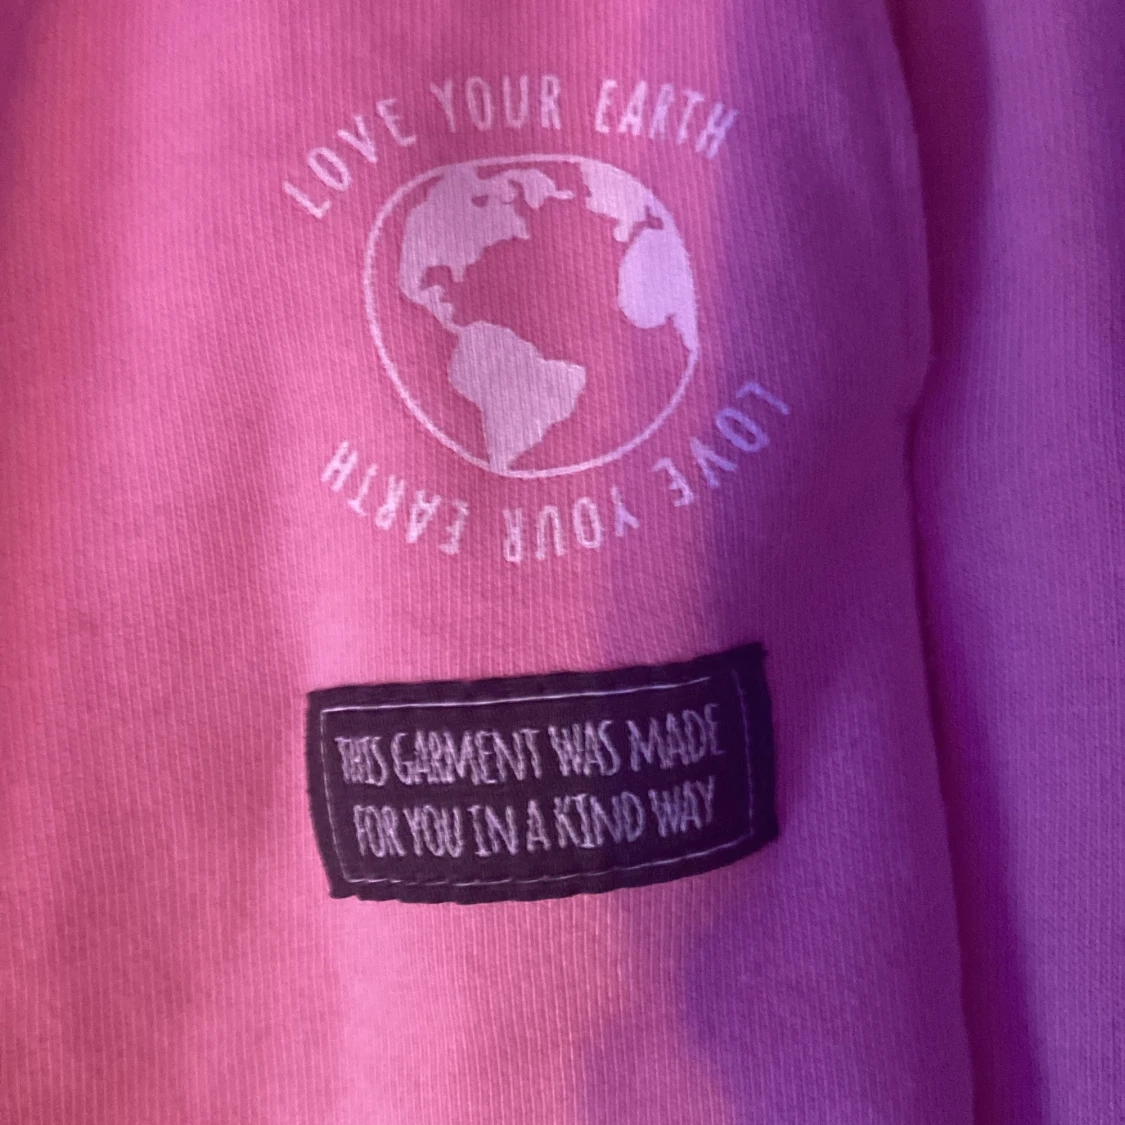 LOVE YOUR EARTH
LOVE YOUR EARTH
THIS GARMENT WAS MADE
FOR YOU IN A KIND WAY